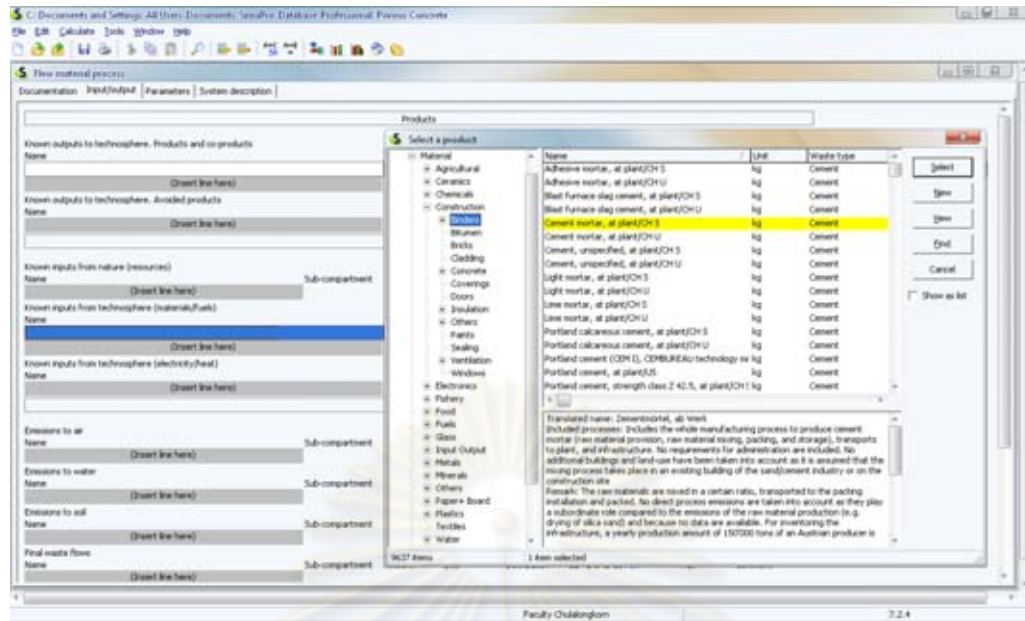 C:\Documents and Settings\All Users\Documents\SimaPro\Database\Professional; Porous Concrete
File Edit Calculate Tools Window Help
New material process
Documentation Input/output Parameters System description
Products
Known outputs to technosphere. Products and co-products
Name
(Insert line here)
Known outputs to technosphere. Avoided products
Name
(Insert line here)
Known inputs from nature (resources)
Name Sub-compartment
(Insert line here)
Known inputs from technosphere (materials/fuels)
Name
(Insert line here)
Known inputs from technosphere (electricity/heat)
Name
(Insert line here)
Emissions to air
Name Sub-compartment
(Insert line here)
Emissions to water
Name Sub-compartment
(Insert line here)
Emissions to soil
Name Sub-compartment
(Insert line here)
Final waste flows
Name Sub-compartment
(Insert line here)
Select a product
Material
Agricultural
Ceramics
Chemicals
Construction
Binders
Bitumen
Bricks
Cladding
Concrete
Coverings
Doors
Insulation
Others
Paints
Sealing
Ventilation
Windows
Electronics
Fishery
Food
Fuels
Glass
Input Output
Metals
Minerals
Others
Paper+ Board
Plastics
Textiles
Water
Name / Unit Waste type
Adhesive mortar, at plant/CH S kg Cement
Adhesive mortar, at plant/CH U kg Cement
Blast furnace slag cement, at plant/CH S kg Cement
Blast furnace slag cement, at plant/CH U kg Cement
Cement mortar, at plant/CH S kg Cement
Cement mortar, at plant/CH U kg Cement
Cement, unspecified, at plant/CH S kg Cement
Cement, unspecified, at plant/CH U kg Cement
Light mortar, at plant/CH S kg Cement
Light mortar, at plant/CH U kg Cement
Lime mortar, at plant/CH S kg Cement
Lime mortar, at plant/CH U kg Cement
Portland calcareous cement, at plant/CH S kg Cement
Portland calcareous cement, at plant/CH U kg Cement
Portland cement (CEM I), CEMBUREAU technology mi kg Cement
Portland cement, at plant/US kg Cement
Portland cement, strength class Z 42.5, at plant/CH S kg Cement
Select
New
View
Find
Cancel
Show as list
Translated name: Zementmörtel, ab Werk
Included processes: Includes the whole manufacturing process to produce cement
mortar (raw material provision, raw material mixing, packing, and storage), transports
to plant, and infrastructure. No requirements for administration are included. No
additional buildings and land-use have been taken into account as it is assumed that the
mixing process takes place in an existing building of the sand/cement industry or on the
construction site
Remark: The raw materials are mixed in a certain ratio, transported to the packing
installation and packed. No direct process emissions are taken into account as they play
a subordinate role compared to the emissions of the raw material production (e.g.
drying of silica sand) and because no data are available. For inventoring the
infrastructure, a yearly production amount of 150000 tons of an Austrian producer is
9637 items 1 item selected
Faculty Chulalongkorn 7.2.4